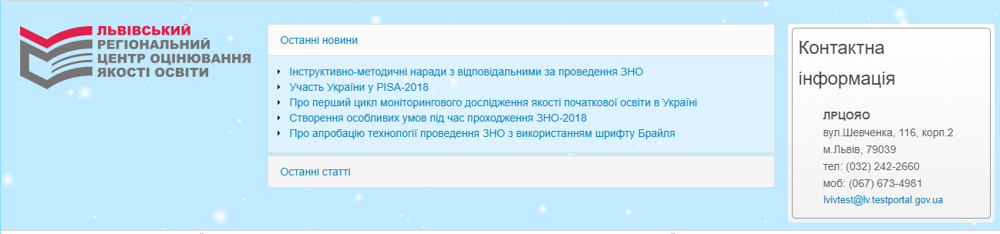 ЛЬВІВСЬКИЙ
РЕГІОНАЛЬНИЙ
ЦЕНТР ОЦІНЮВАННЯ
ЯКОСТІ ОСВІТИ
Останні новини
Інструктивно-методичні наради з відповідальними за проведення ЗНО
Участь України у PISA-2018
Про перший цикл моніторингового дослідження якості початкової освіти в Україні
Створення особливих умов під час проходження ЗНО-2018
Про апробацію технології проведення ЗНО з використанням шрифту Брайля
Останні статті
Контактна
інформація
ЛРЦОЯО
вул.Шевченка, 116, корп.2
м.Львів, 79039
тел: (032) 242-2660
моб: (067) 673-4981
lvivtest@lv.testportal.gov.ua